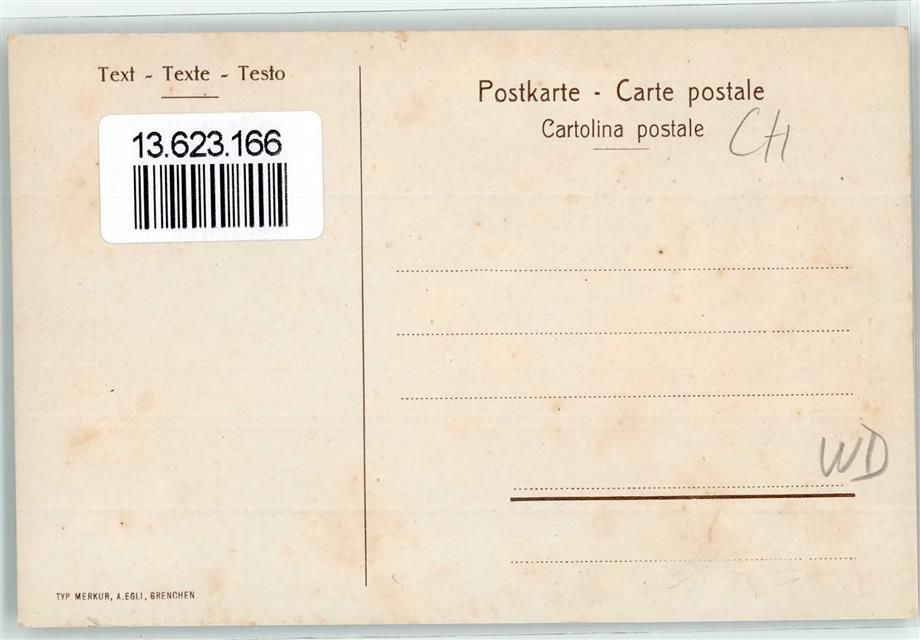 Text - Texte - Testo
13.623.166
Postkarte - Carte postale
Cartolina postale
CH
WD
TYP MERKUR, A. EGLI, GRENCHEN